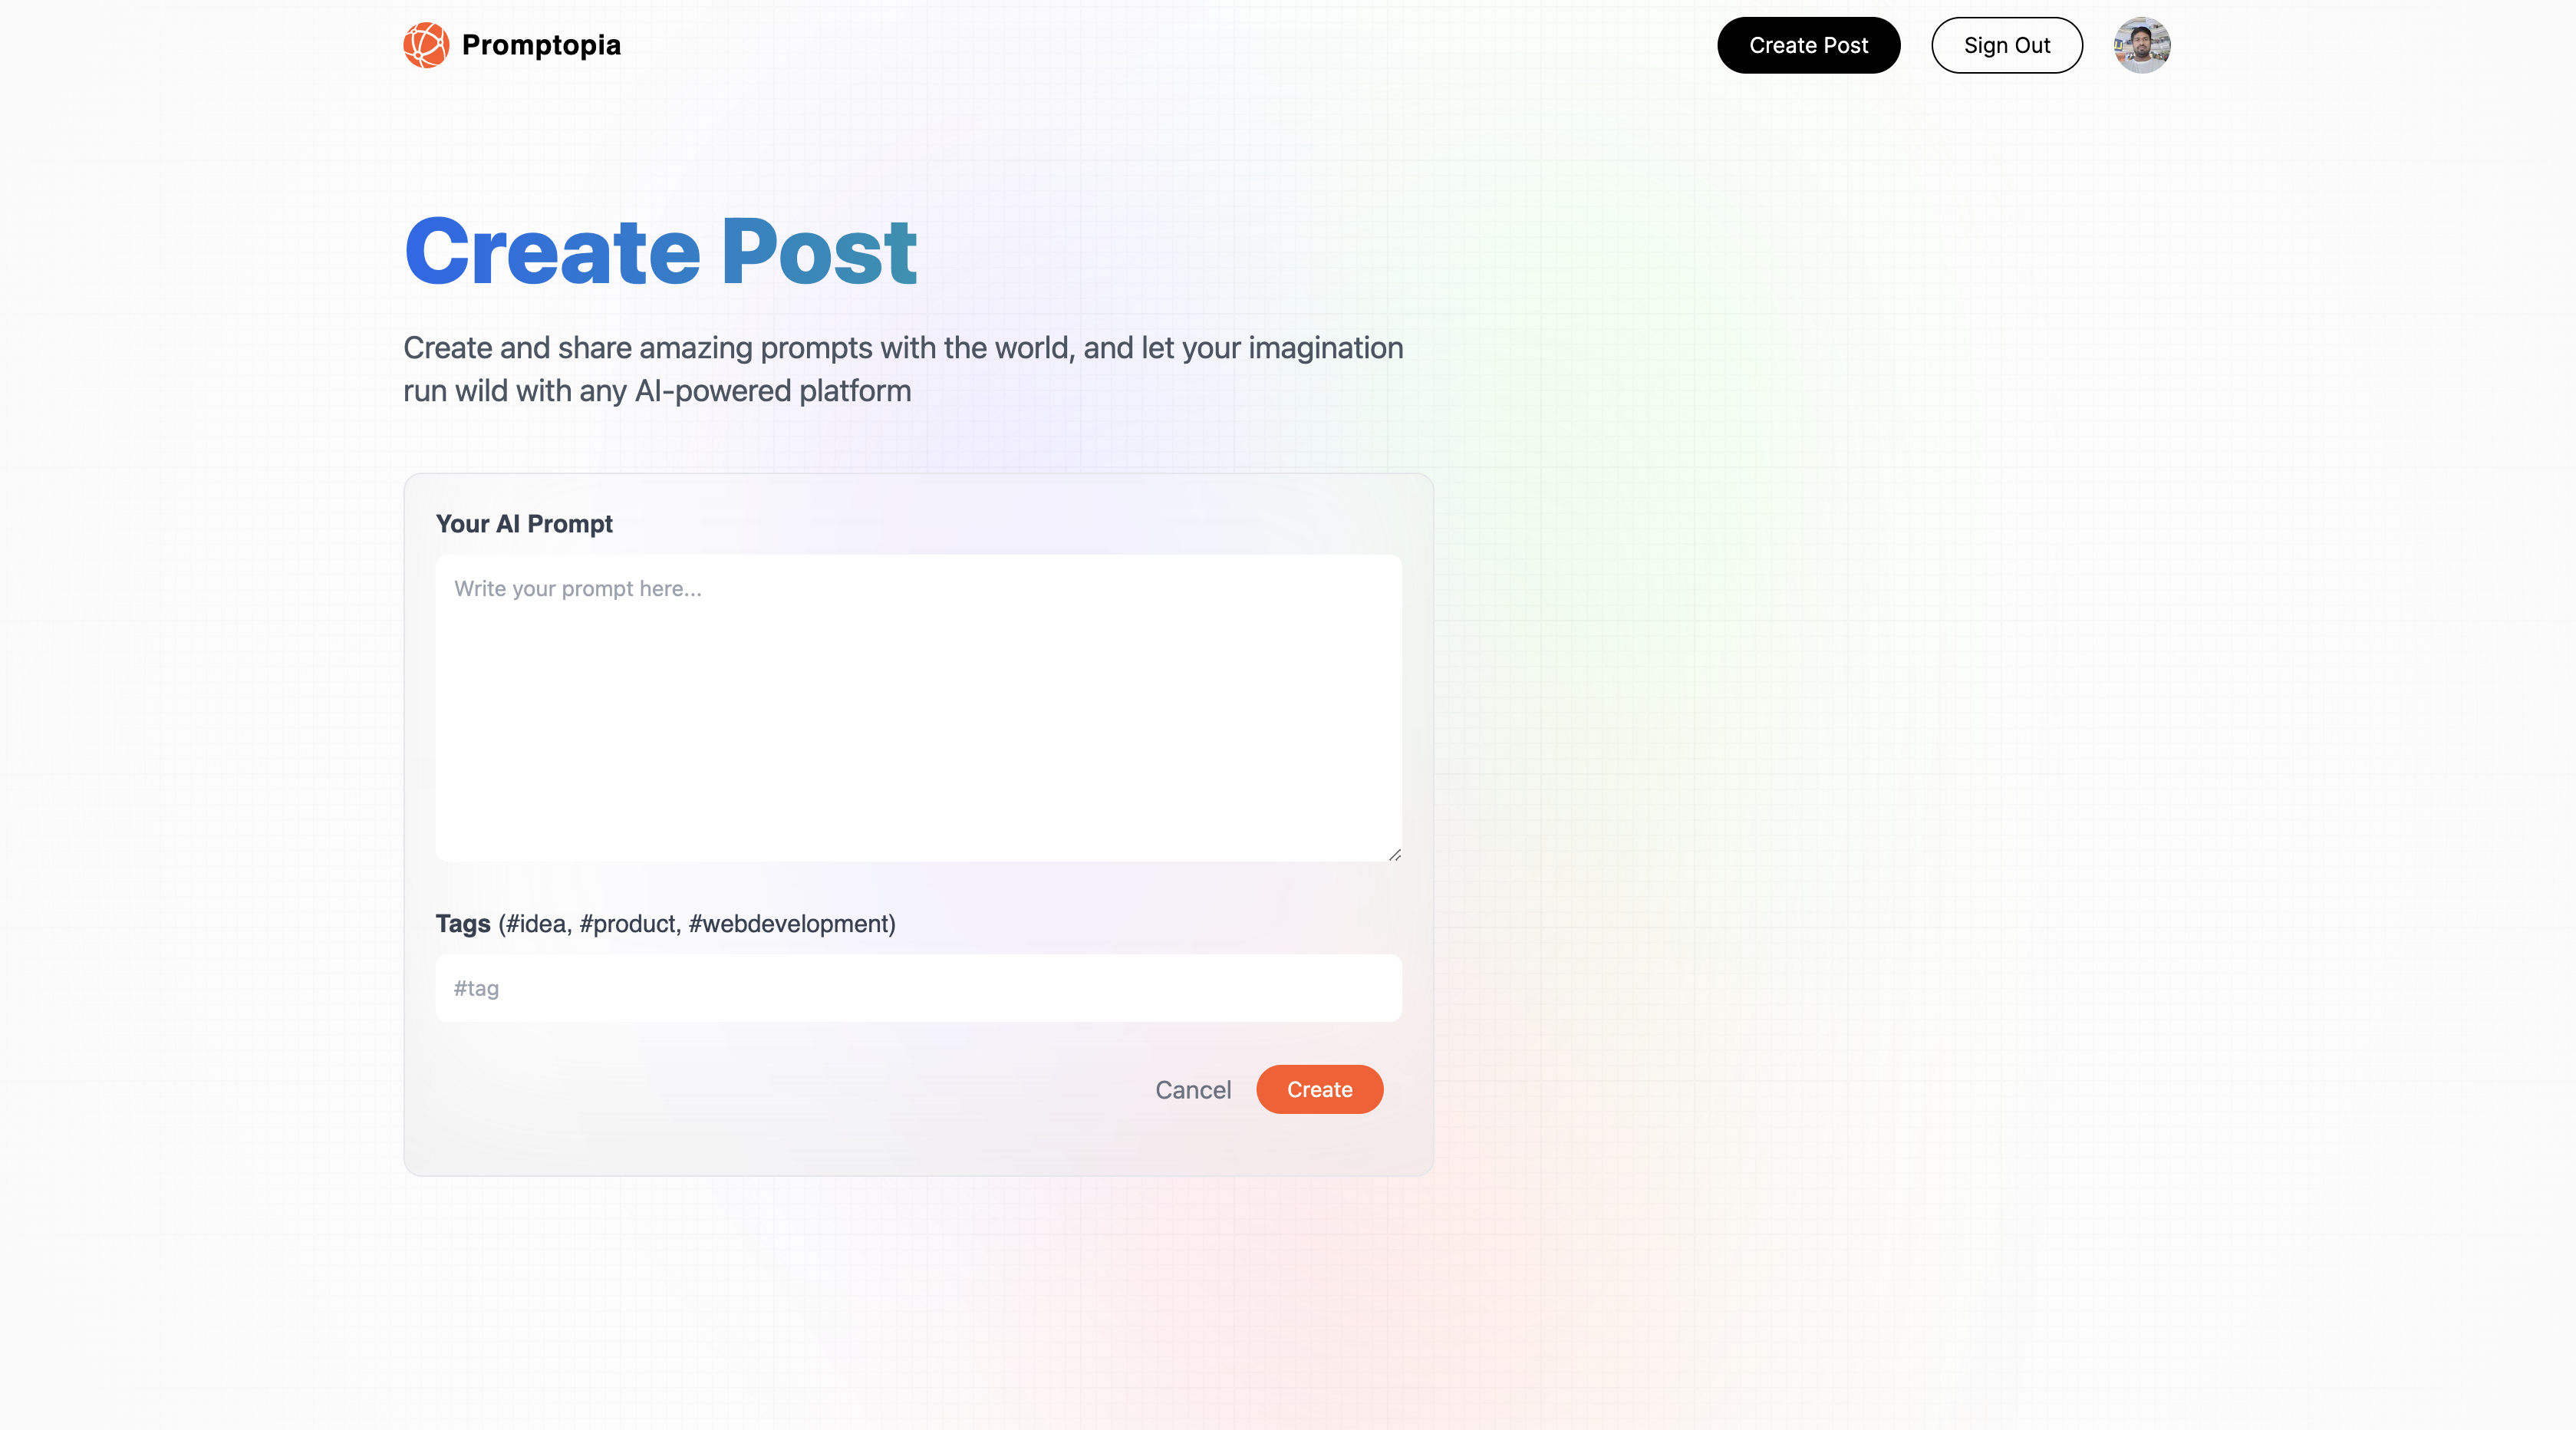 Promptopia
Create Post
Sign Out
Create Post
Create and share amazing prompts with the world, and let your imagination
run wild with any AI-powered platform
Your AI Prompt
Write your prompt here...
Tags (#idea, #product, #webdevelopment)
#tag
Cancel
Create